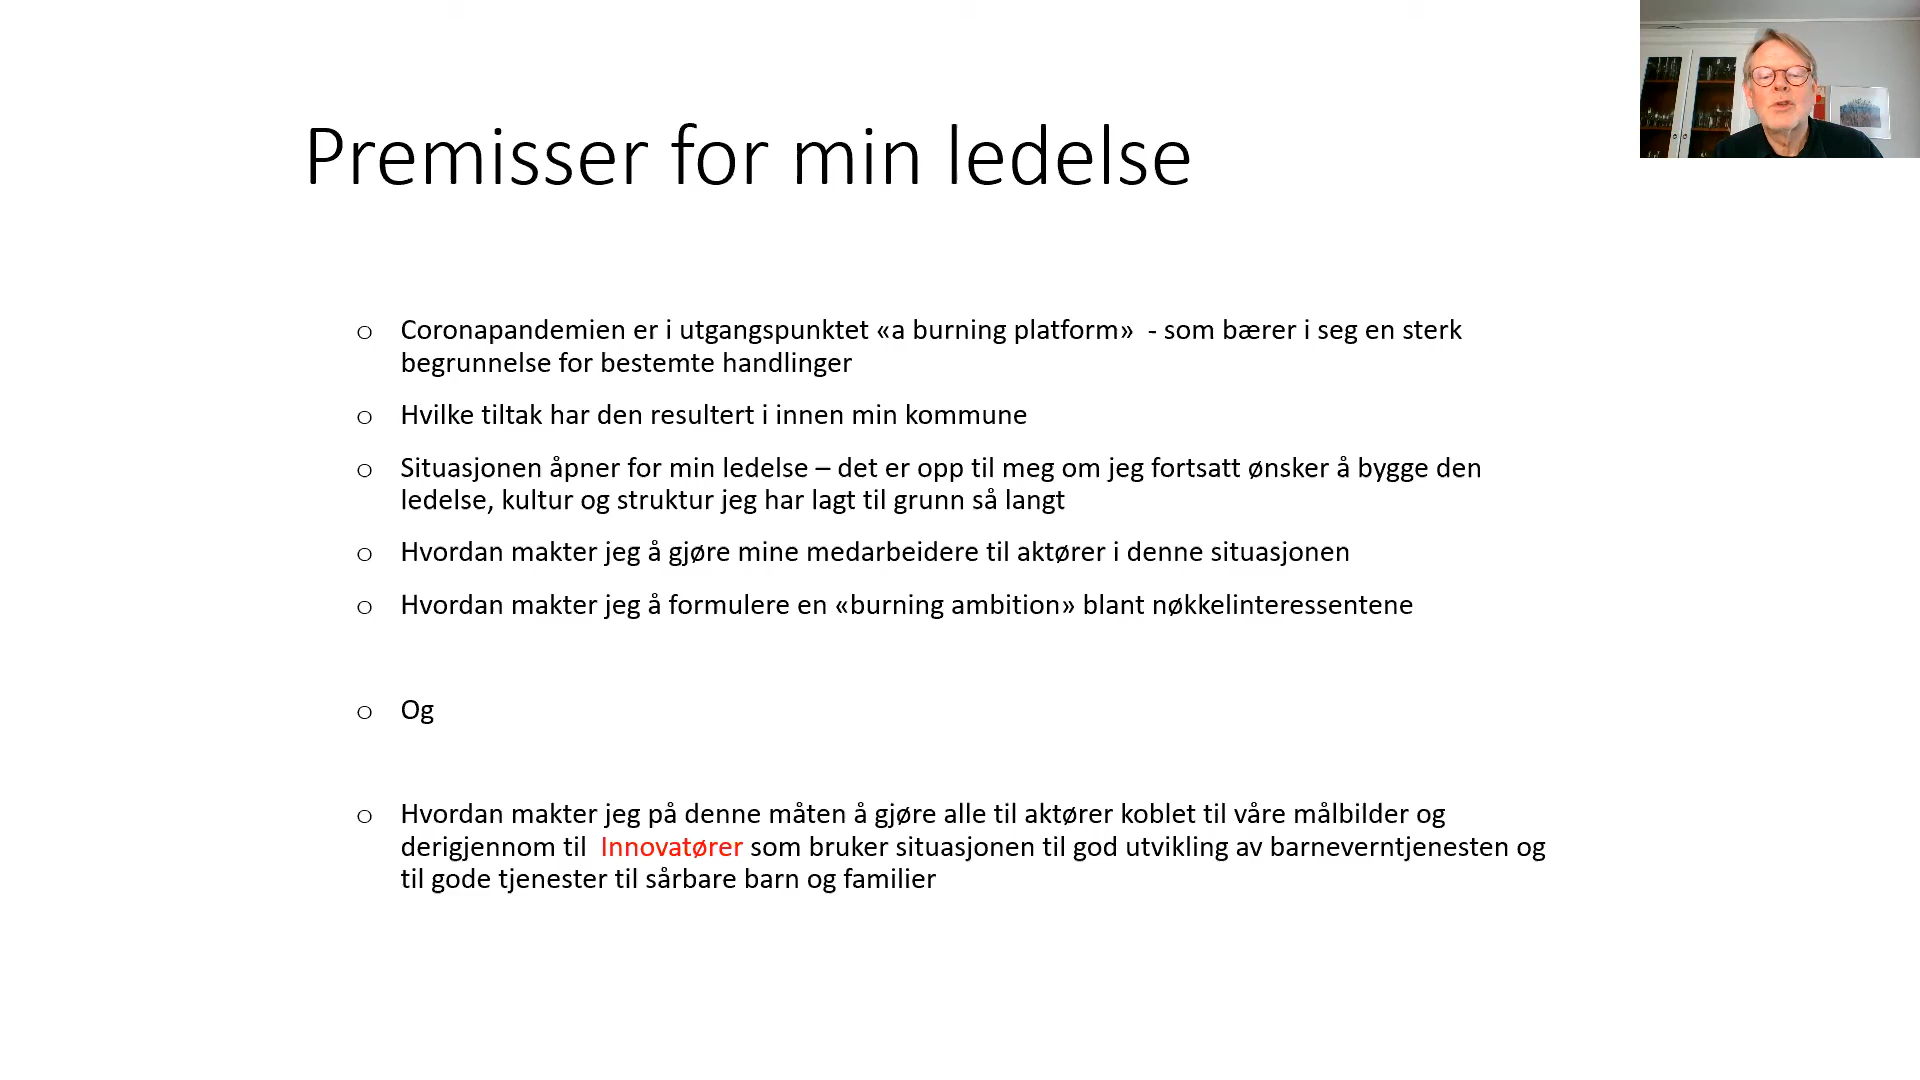 Premisser for min ledelse
o Coronapandemien er i utgangspunktet «a burning platform»  - som bærer i seg en sterk
begrunnelse for bestemte handlinger
o Hvilke tiltak har den resultert i innen min kommune
o Situasjonen åpner for min ledelse – det er opp til meg om jeg fortsatt ønsker å bygge den
ledelse, kultur og struktur jeg har lagt til grunn så langt
o Hvordan makter jeg å gjøre mine medarbeidere til aktører i denne situasjonen
o Hvordan makter jeg å formulere en «burning ambition» blant nøkkelinteressentene
o Og
o Hvordan makter jeg på denne måten å gjøre alle til aktører koblet til våre målbilder og
derigjennom til  Innovatører som bruker situasjonen til god utvikling av barneverntjenesten og
til gode tjenester til sårbare barn og familier